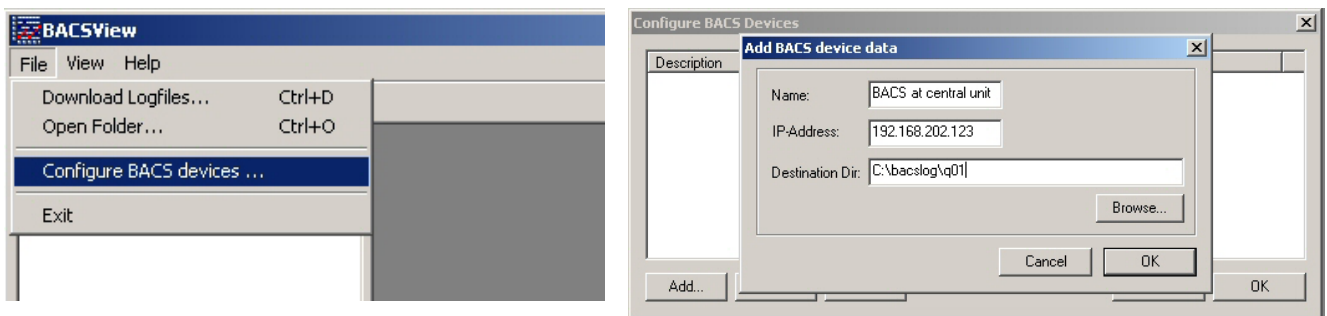 BACSView
File View Help
Download Logfiles... Ctrl+D
Open Folder... Ctrl+O
Configure BACS devices ...
Exit
Configure BACS Devices
Add BACS device data
Description
Name: BACS at central unit
IP-Address: 192.168.202.123
Destination Dir: C:\bacslog\q01
Browse...
Cancel OK
Add... OK